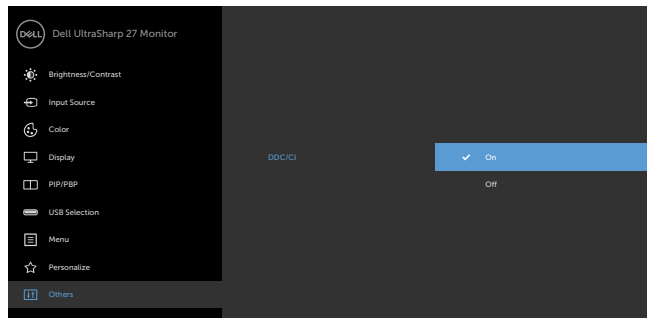 DELL Dell UltraSharp 27 Monitor
Brightness/Contrast
Input Source
Color
Display
DDC/CI
On
PIP/PBP
Off
USB Selection
Menu
Personalize
Others